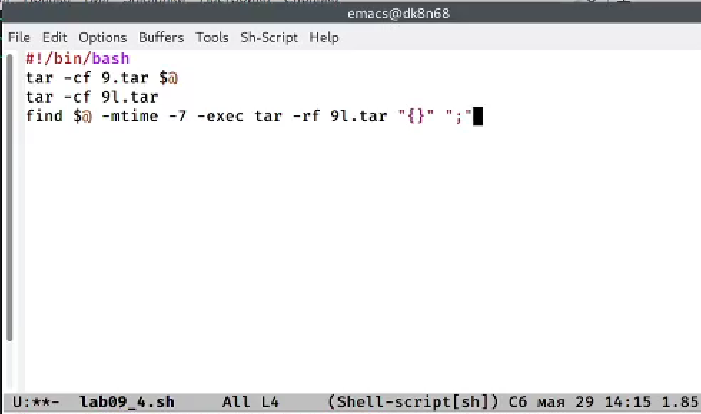 emacs@dk8n68
File Edit Options Buffers Tools Sh-Script Help
#!/bin/bash
tar -cf 9.tar $@
tar -cf 9l.tar
find $@ -mtime -7 -exec tar -rf 9l.tar "{}" ";"
U:**- lab09_4.sh All L4 (Shell-script[sh]) Сб мая 29 14:15 1.85